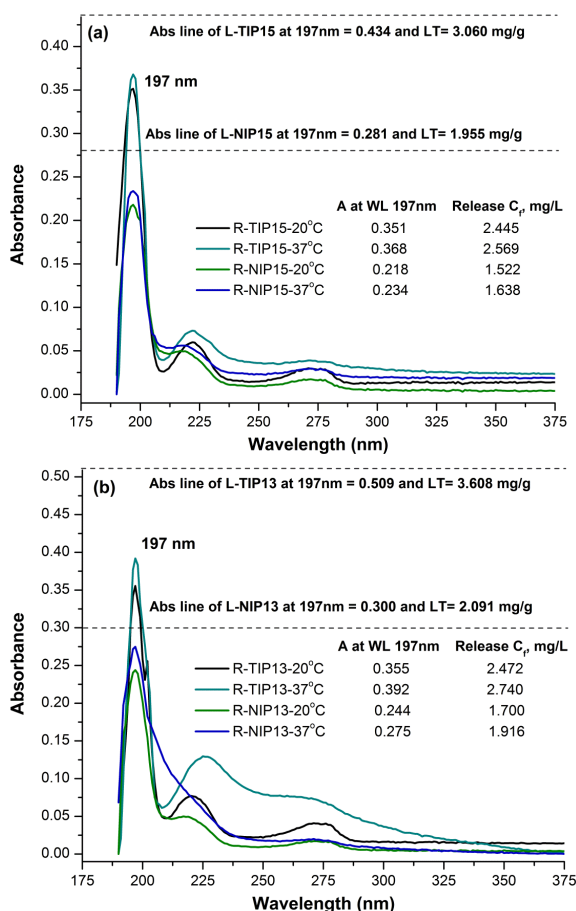 (a)
Abs line of L-TIP15 at 197nm = 0.434 and LT= 3.060 mg/g
197 nm
Abs line of L-NIP15 at 197nm = 0.281 and LT= 1.955 mg/g
A at WL 197nm Release Cf, mg/L
R-TIP15-20°C 0.351 2.445
R-TIP15-37°C 0.368 2.569
R-NIP15-20°C 0.218 1.522
R-NIP15-37°C 0.234 1.638
0.40
0.35
0.30
0.25
0.20
0.15
0.10
0.05
0.00
Absorbance
175 200 225 250 275 300 325 350 375
Wavelength (nm)
(b)
Abs line of L-TIP13 at 197nm = 0.509 and LT= 3.608 mg/g
197 nm
Abs line of L-NIP13 at 197nm = 0.300 and LT= 2.091 mg/g
A at WL 197nm Release Cf, mg/L
R-TIP13-20°C 0.355 2.472
R-TIP13-37°C 0.392 2.740
R-NIP13-20°C 0.244 1.700
R-NIP13-37°C 0.275 1.916
0.50
0.45
0.40
0.35
0.30
0.25
0.20
0.15
0.10
0.05
0.00
Absorbance
175 200 225 250 275 300 325 350 375
Wavelength (nm)